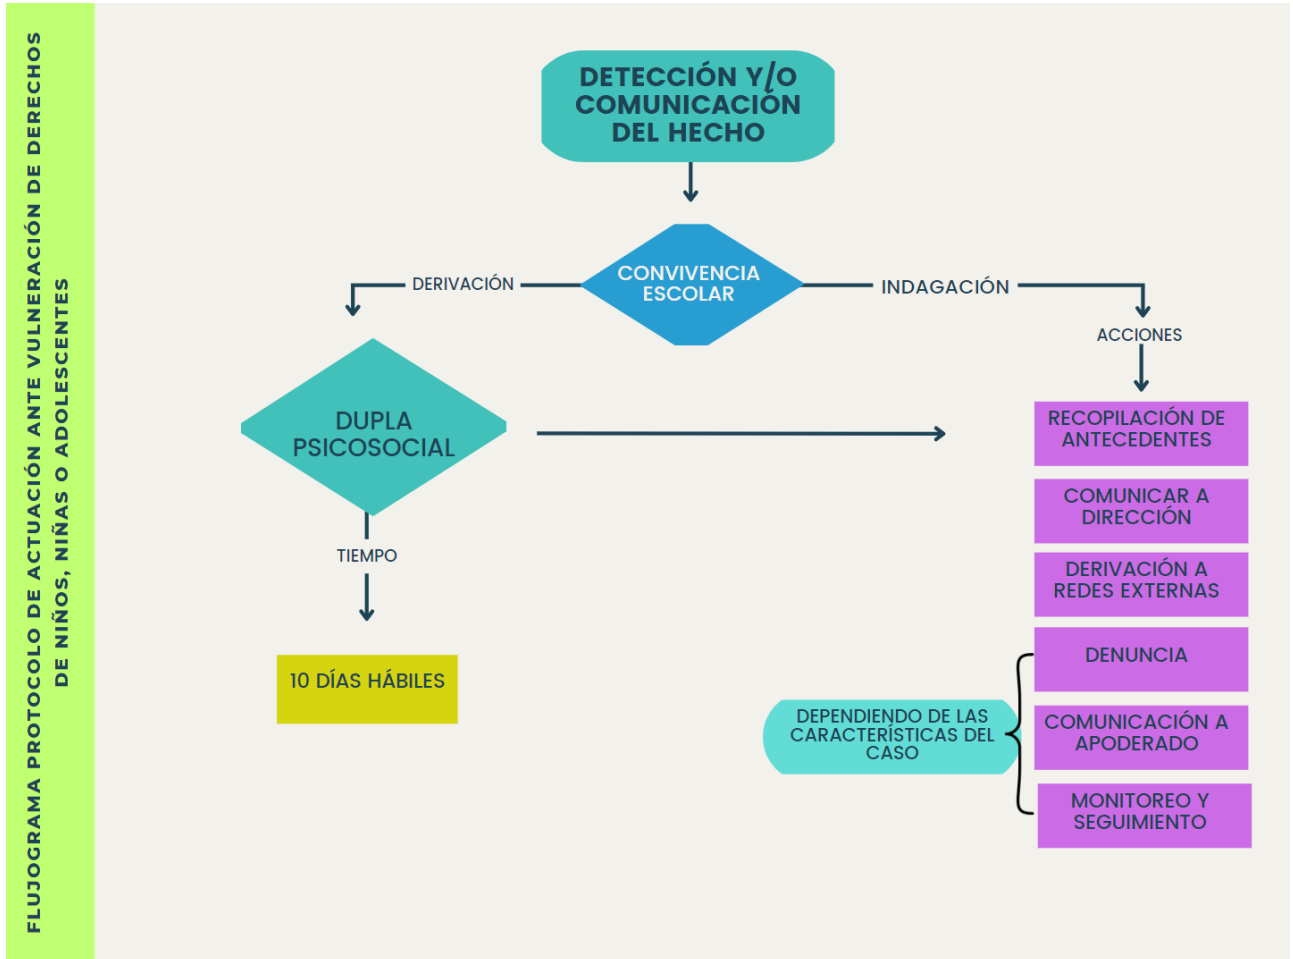 FLUJOGRAMA PROTOCOLO DE ACTUACIÓN ANTE VULNERACIÓN DE DERECHOS
DE NIÑOS, NIÑAS O ADOLESCENTES
DETECCIÓN Y/O
COMUNICACIÓN
DEL HECHO
CONVIVENCIA
ESCOLAR
DERIVACIÓN
INDAGACIÓN
ACCIONES
DUPLA
PSICOSOCIAL
TIEMPO
10 DÍAS HÁBILES
RECOPILACIÓN DE
ANTECEDENTES
COMUNICAR A
DIRECCIÓN
DERIVACIÓN A
REDES EXTERNAS
DENUNCIA
COMUNICACIÓN A
APODERADO
MONITOREO Y
SEGUIMIENTO
DEPENDIENDO DE LAS
CARACTERÍSTICAS DEL
CASO